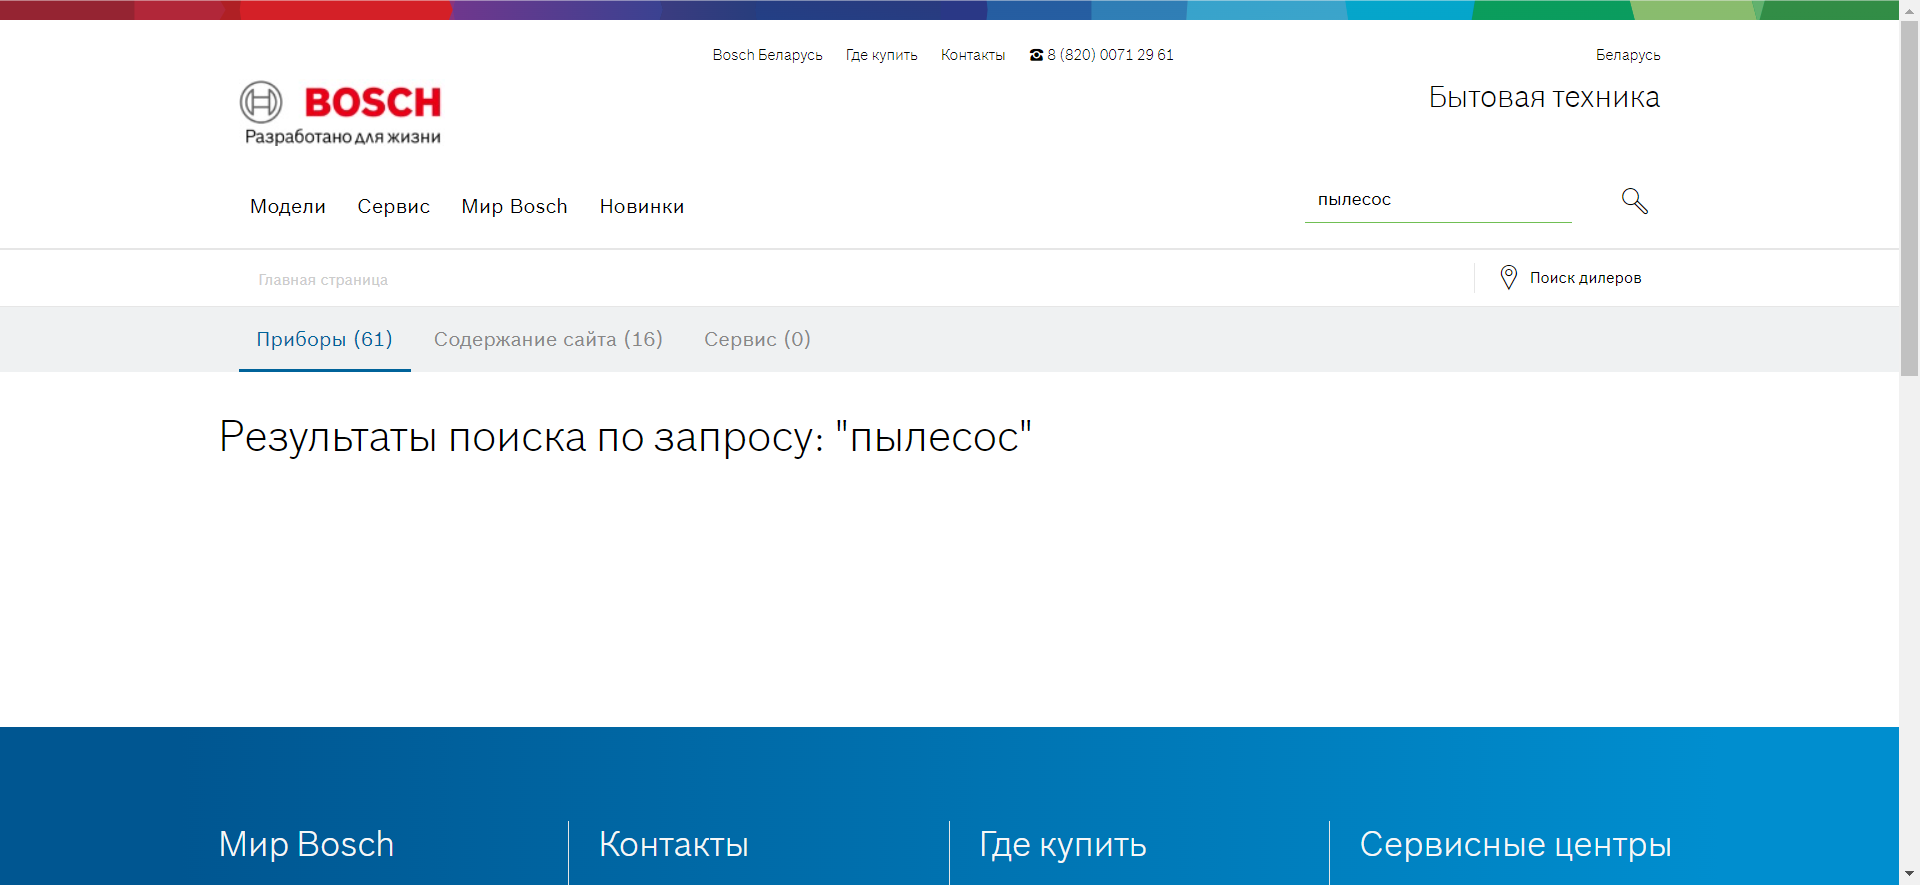 Bosch Беларусь Где купить Контакты ☎ 8 (820) 0071 29 61 Беларусь
BOSCH
Разработано для жизни
Бытовая техника
Модели Сервис Мир Bosch Новинки
пылесос
Главная страница
Поиск дилеров
Приборы (61) Содержание сайта (16) Сервис (0)
Результаты поиска по запросу: "пылесос"
Мир Bosch Контакты Где купить Сервисные центры